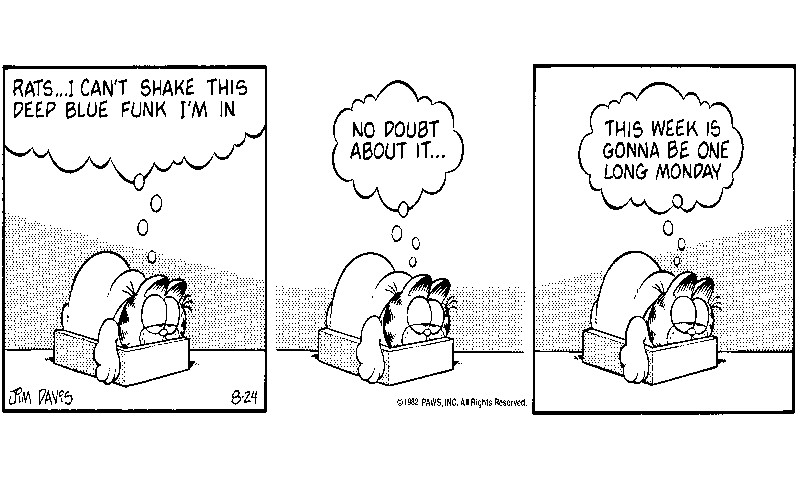 RATS...I CAN'T SHAKE THIS
DEEP BLUE FUNK I'M IN
JIM DAVIS
8-24
NO DOUBT
ABOUT IT...
©1982 PAWS, INC. All Rights Reserved.
THIS WEEK IS
GONNA BE ONE
LONG MONDAY